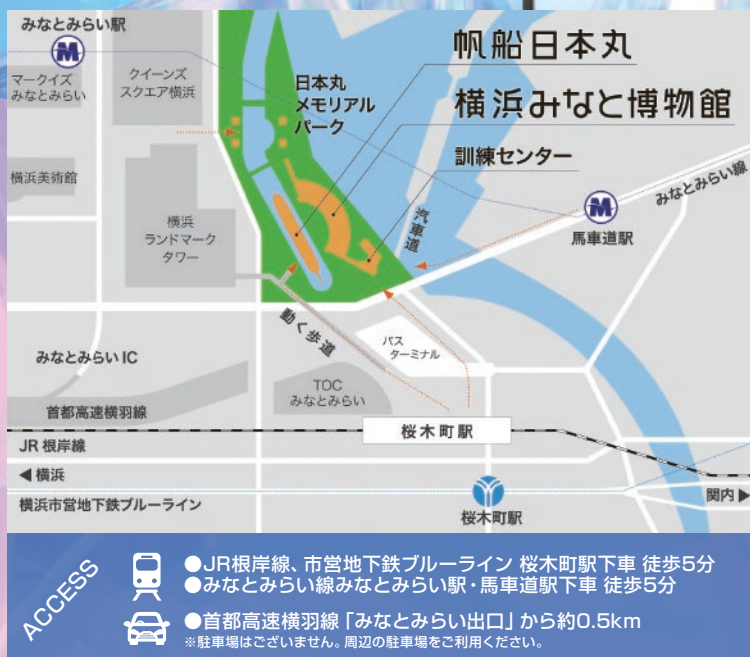 みなとみらい駅
M
マークイズ
みなとみらい
クイーンズ
スクエア横浜
日本丸
メモリアル
パーク
帆船日本丸
横浜みなと博物館
訓練センター
横浜美術館
横浜
ランドマーク
タワー
汽車道
M
馬車道駅
みなとみらい線
動く歩道
バス
ターミナル
みなとみらいIC
TOC
みなとみらい
首都高速横羽線
桜木町駅
JR 根岸線
◀横浜
横浜市営地下鉄ブルーライン
桜木町駅
関内▶
ACCESS
●JR根岸線、市営地下鉄ブルーライン 桜木町駅下車 徒歩5分
●みなとみらい線みなとみらい駅・馬車道駅下車 徒歩5分
●首都高速横羽線「みなとみらい出口」から約0.5km
※駐車場はございません。周辺の駐車場をご利用ください。